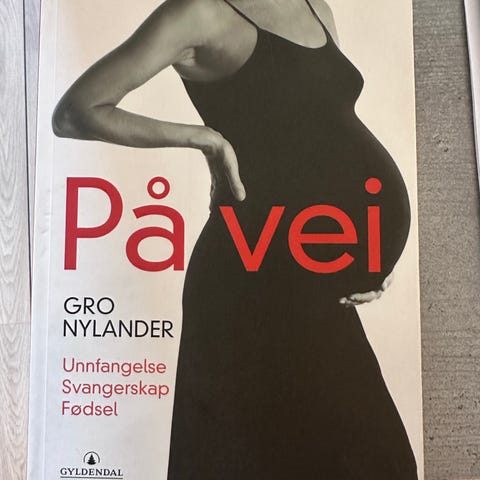 På vei
GRO
NYLANDER
Unnfangelse
Svangerskap
Fødsel
GYLDENDAL